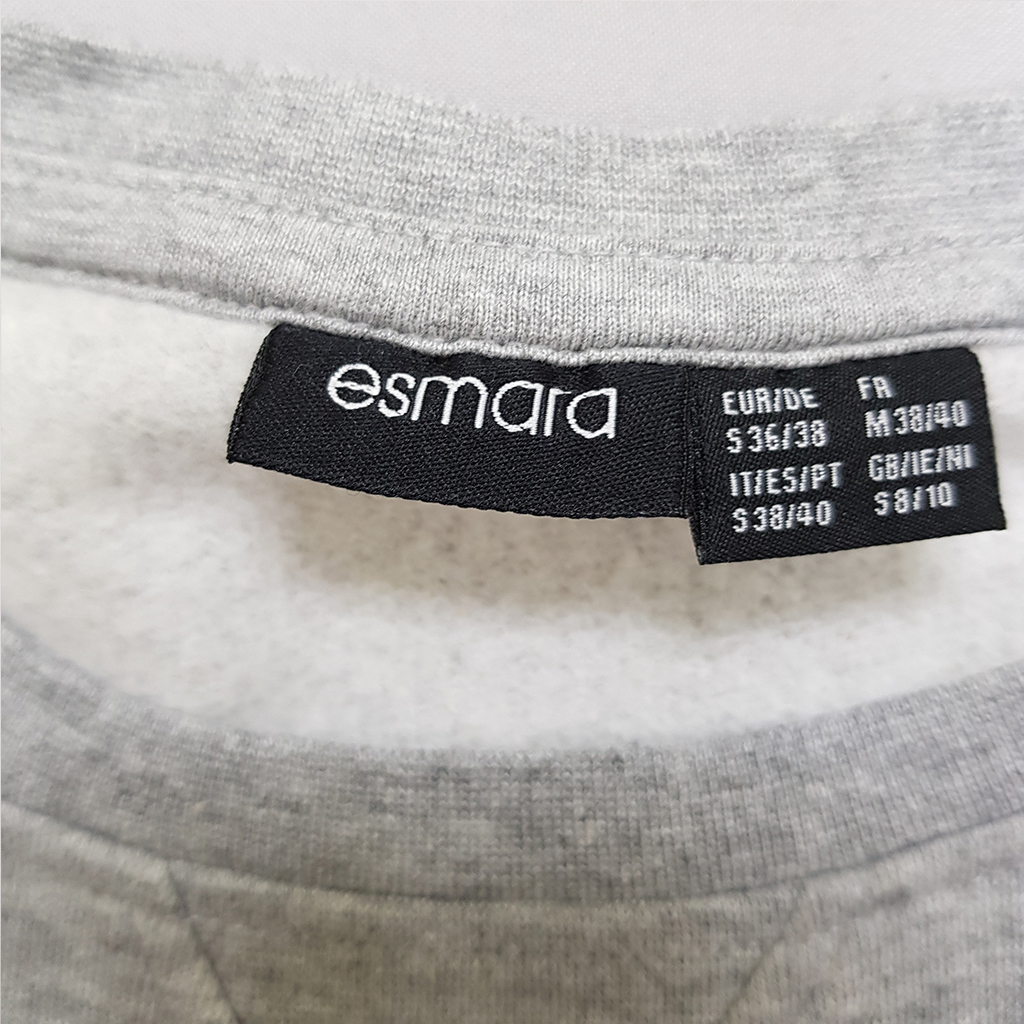 esmara
EUR/DE
S 36/38
IT/ES/PT
S 38/40
FR
M 38/40
GB/IE/NI
S 8/10